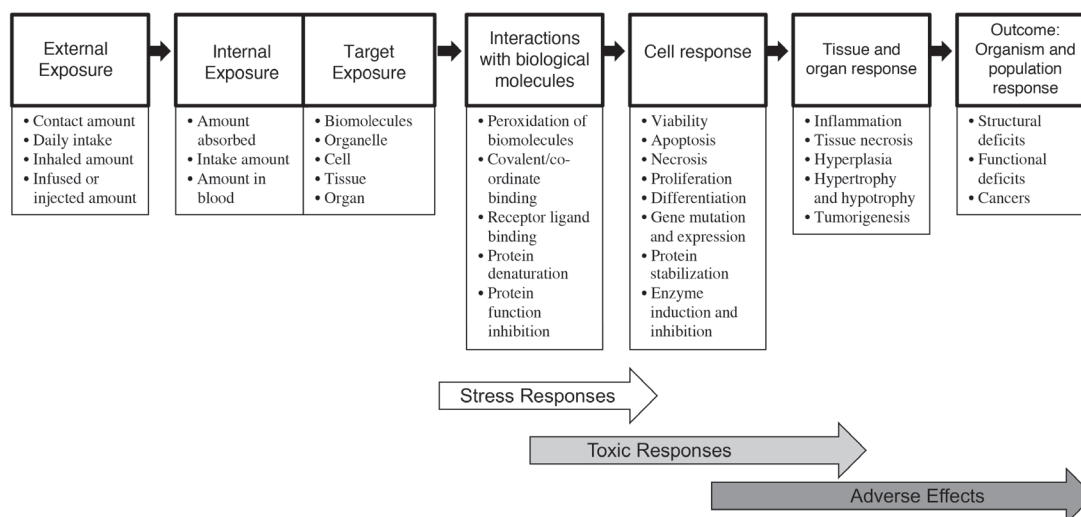 External
Exposure
• Contact amount
• Daily intake
• Inhaled amount
• Infused or
injected amount
Internal
Exposure
• Amount
absorbed
• Intake amount
• Amount in
blood
Target
Exposure
• Biomolecules
• Organelle
• Cell
• Tissue
• Organ
Interactions
with biological
molecules
• Peroxidation of
biomolecules
• Covalent/co-
ordinate
binding
• Receptor ligand
binding
• Protein
denaturation
• Protein
function
inhibition
Cell response
• Viability
• Apoptosis
• Necrosis
• Proliferation
• Differentiation
• Gene mutation
and expression
• Protein
stabilization
• Enzyme
induction and
inhibition
Tissue and
organ response
• Inflammation
• Tissue necrosis
• Hyperplasia
• Hypertrophy
and hypotrophy
• Tumorigenesis
Outcome:
Organism and
population
response
• Structural
deficits
• Functional
deficits
• Cancers
Stress Responses
Toxic Responses
Adverse Effects